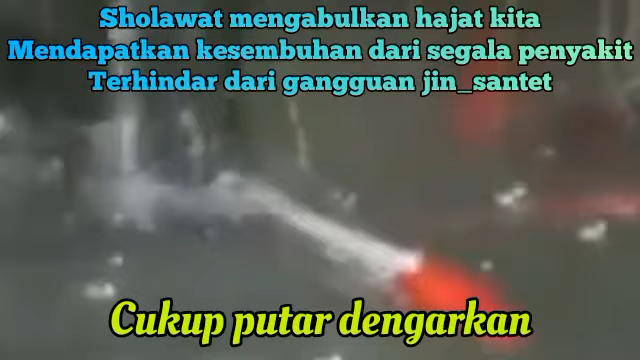 Sholawat mengabulkan hajat kita
Mendapatkan kesembuhan dari segala penyakit
Terhindar dari gangguan jin_santet
Cukup putar dengarkan